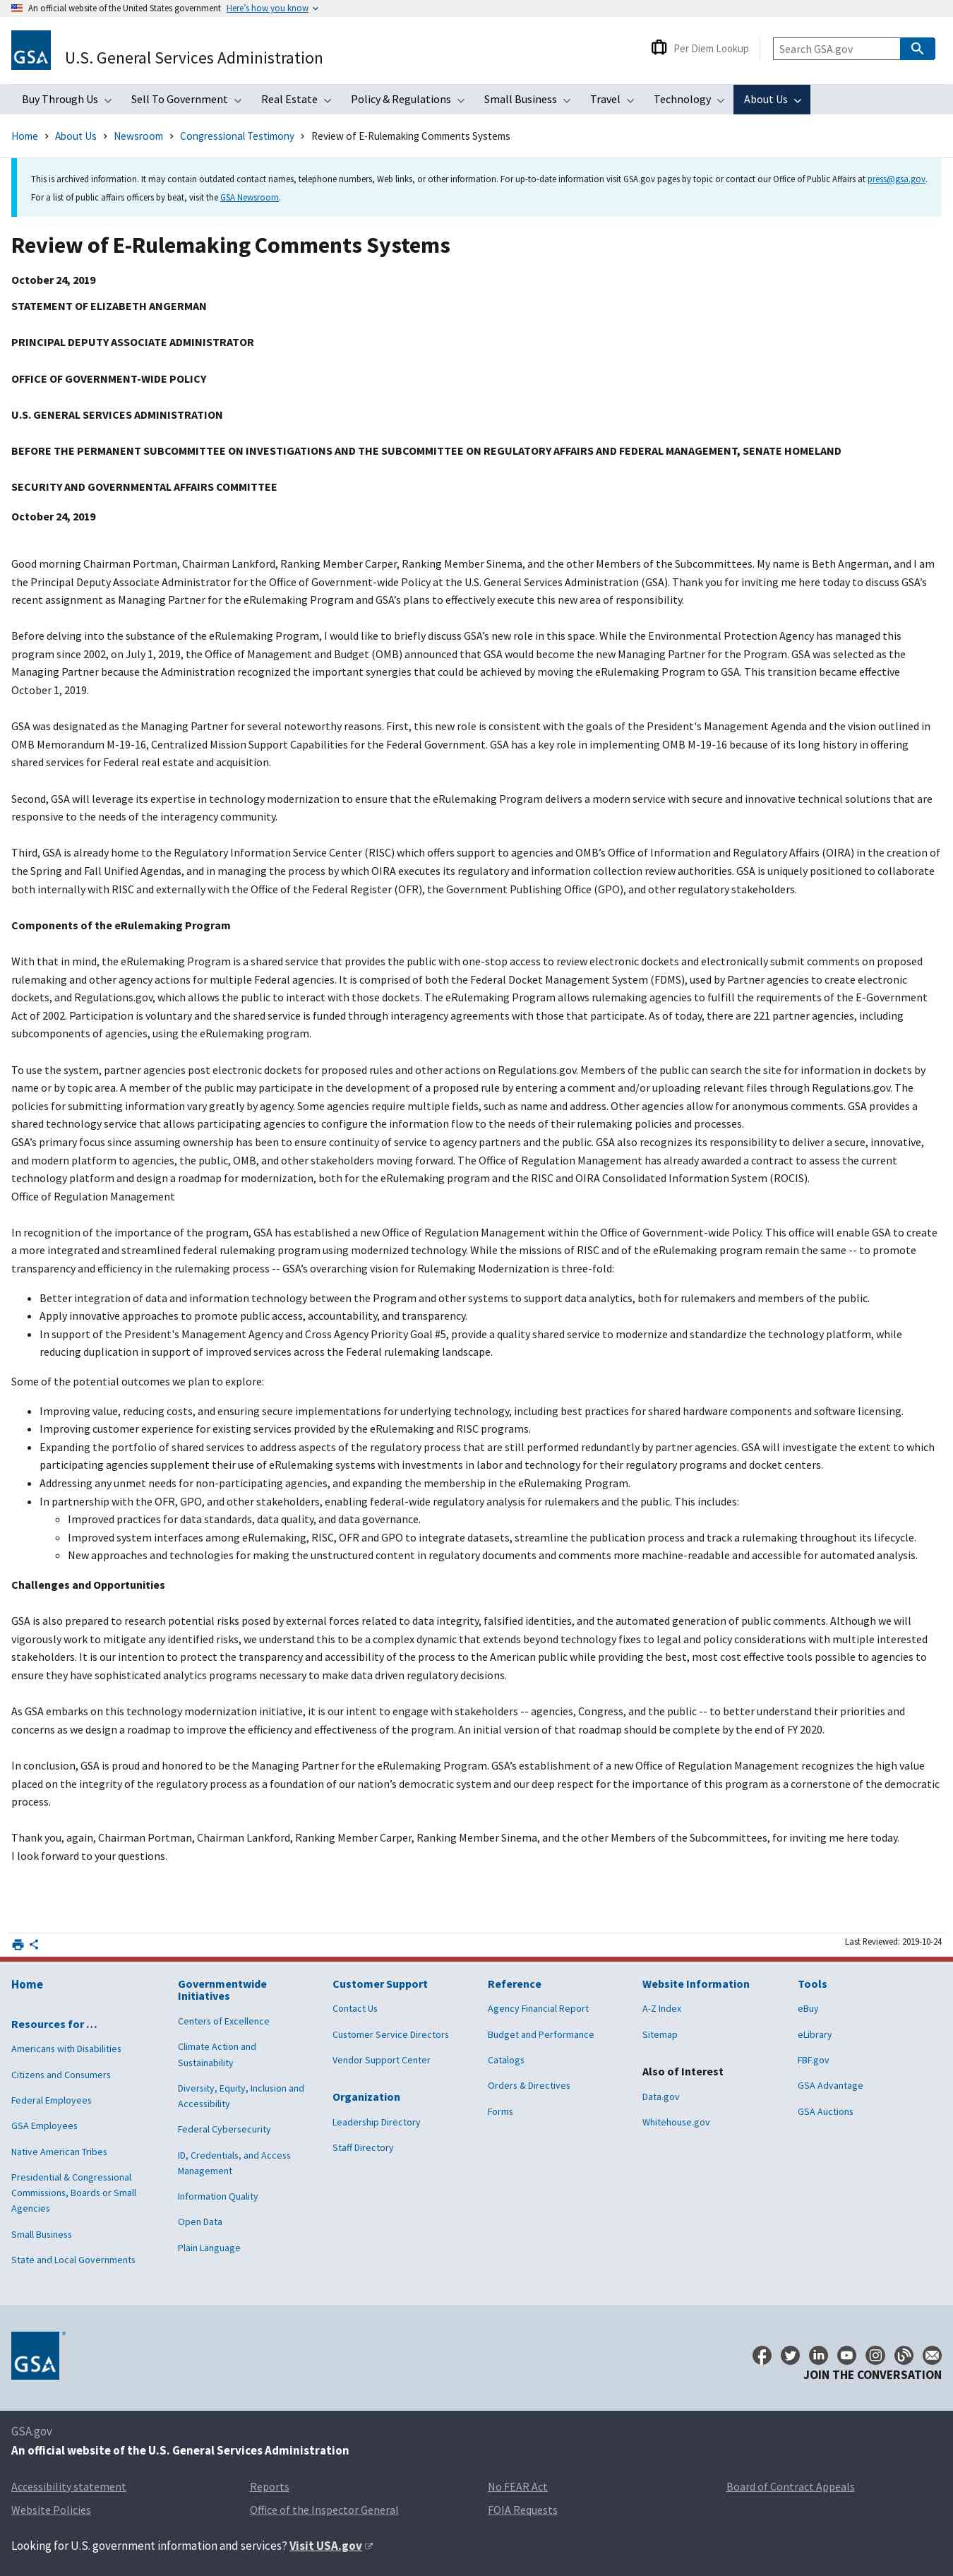 An official website of the United States government Here’s how you know
GSA
U.S. General Services Administration
Per Diem Lookup
Search GSA.gov
Buy Through Us
Sell To Government
Real Estate
Policy & Regulations
Small Business
Travel
Technology
About Us
Home > About Us > Newsroom > Congressional Testimony > Review of E-Rulemaking Comments Systems
This is archived information. It may contain outdated contact names, telephone numbers, Web links, or other information. For up-to-date information visit GSA.gov pages by topic or contact our Office of Public Affairs at press@gsa.gov.
For a list of public affairs officers by beat, visit the GSA Newsroom.
Review of E-Rulemaking Comments Systems
October 24, 2019
STATEMENT OF ELIZABETH ANGERMAN
PRINCIPAL DEPUTY ASSOCIATE ADMINISTRATOR
OFFICE OF GOVERNMENT-WIDE POLICY
U.S. GENERAL SERVICES ADMINISTRATION
BEFORE THE PERMANENT SUBCOMMITTEE ON INVESTIGATIONS AND THE SUBCOMMITTEE ON REGULATORY AFFAIRS AND FEDERAL MANAGEMENT, SENATE HOMELAND
SECURITY AND GOVERNMENTAL AFFAIRS COMMITTEE
October 24, 2019
Good morning Chairman Portman, Chairman Lankford, Ranking Member Carper, Ranking Member Sinema, and the other Members of the Subcommittees. My name is Beth Angerman, and I am
the Principal Deputy Associate Administrator for the Office of Government-wide Policy at the U.S. General Services Administration (GSA). Thank you for inviting me here today to discuss GSA’s
recent assignment as Managing Partner for the eRulemaking Program and GSA’s plans to effectively execute this new area of responsibility.
Before delving into the substance of the eRulemaking Program, I would like to briefly discuss GSA’s new role in this space. While the Environmental Protection Agency has managed this
program since 2002, on July 1, 2019, the Office of Management and Budget (OMB) announced that GSA would become the new Managing Partner for the Program. GSA was selected as the
Managing Partner because the Administration recognized the important synergies that could be achieved by moving the eRulemaking Program to GSA. This transition became effective
October 1, 2019.
GSA was designated as the Managing Partner for several noteworthy reasons. First, this new role is consistent with the goals of the President's Management Agenda and the vision outlined in
OMB Memorandum M-19-16, Centralized Mission Support Capabilities for the Federal Government. GSA has a key role in implementing OMB M-19-16 because of its long history in offering
shared services for Federal real estate and acquisition.
Second, GSA will leverage its expertise in technology modernization to ensure that the eRulemaking Program delivers a modern service with secure and innovative technical solutions that are
responsive to the needs of the interagency community.
Third, GSA is already home to the Regulatory Information Service Center (RISC) which offers support to agencies and OMB’s Office of Information and Regulatory Affairs (OIRA) in the creation of
the Spring and Fall Unified Agendas, and in managing the process by which OIRA executes its regulatory and information collection review authorities. GSA is uniquely positioned to collaborate
both internally with RISC and externally with the Office of the Federal Register (OFR), the Government Publishing Office (GPO), and other regulatory stakeholders.
Components of the eRulemaking Program
With that in mind, the eRulemaking Program is a shared service that provides the public with one-stop access to review electronic dockets and electronically submit comments on proposed
rulemaking and other agency actions for multiple Federal agencies. It is comprised of both the Federal Docket Management System (FDMS), used by Partner agencies to create electronic
dockets, and Regulations.gov, which allows the public to interact with those dockets. The eRulemaking Program allows rulemaking agencies to fulfill the requirements of the E-Government
Act of 2002. Participation is voluntary and the shared service is funded through interagency agreements with those that participate. As of today, there are 221 partner agencies, including
subcomponents of agencies, using the eRulemaking program.
To use the system, partner agencies post electronic dockets for proposed rules and other actions on Regulations.gov. Members of the public can search the site for information in dockets by
name or by topic area. A member of the public may participate in the development of a proposed rule by entering a comment and/or uploading relevant files through Regulations.gov. The
policies for submitting information vary greatly by agency. Some agencies require multiple fields, such as name and address. Other agencies allow for anonymous comments. GSA provides a
shared technology service that allows participating agencies to configure the information flow to the needs of their rulemaking policies and processes.
GSA’s primary focus since assuming ownership has been to ensure continuity of service to agency partners and the public. GSA also recognizes its responsibility to deliver a secure, innovative,
and modern platform to agencies, the public, OMB, and other stakeholders moving forward. The Office of Regulation Management has already awarded a contract to assess the current
technology platform and design a roadmap for modernization, both for the eRulemaking program and the RISC and OIRA Consolidated Information System (ROCIS).
Office of Regulation Management
In recognition of the importance of the program, GSA has established a new Office of Regulation Management within the Office of Government-wide Policy. This office will enable GSA to create
a more integrated and streamlined federal rulemaking program using modernized technology. While the missions of RISC and the eRulemaking program remain the same -- to promote
transparency and efficiency in the rulemaking process -- GSA’s overarching vision for Rulemaking Modernization is three-fold:
• Better integration of data and information technology between the Program and other systems to support data analytics, both for rulemakers and members of the public.
• Apply innovative approaches to promote public access, accountability, and transparency.
• In support of the President's Management Agency and Cross Agency Priority Goal #5, provide a quality shared service to modernize and standardize the technology platform, while
reducing duplication in support of improved services across the Federal rulemaking landscape.
Some of the potential outcomes we plan to explore:
• Improving value, reducing costs, and ensuring secure implementations for underlying technology, including best practices for shared hardware components and software licensing.
• Improving customer experience for existing services provided by the eRulemaking and RISC programs.
• Expanding the portfolio of shared services to address aspects of the regulatory process that are still performed redundantly by partner agencies. GSA will investigate the extent to which
participating agencies supplement their use of eRulemaking systems with investments in labor and technology for their regulatory programs and docket centers.
• Addressing any unmet needs for non-participating agencies, and expanding the membership in the eRulemaking Program.
• In partnership with the OFR, GPO, and other stakeholders, enabling federal-wide regulatory analysis for rulemakers and the public. This includes:
◦ Improved practices for data standards, data quality, and data governance.
◦ Improved system interfaces among eRulemaking, RISC, OFR and GPO to integrate datasets, streamline the publication process and track a rulemaking throughout its lifecycle.
◦ New approaches and technologies for making the unstructured content in regulatory documents and comments more machine-readable and accessible for automated analysis.
Challenges and Opportunities
GSA is also prepared to research potential risks posed by external forces related to data integrity, falsified identities, and the automated generation of public comments. Although we will
vigorously work to mitigate any identified risks, we understand this to be a complex dynamic that extends beyond technology fixes to legal and policy considerations with multiple interested
stakeholders. It is our intention to protect the transparency and accessibility of the process to the American public while providing the best, most cost effective tools possible to agencies to
ensure they have sophisticated analytics programs necessary to make data driven regulatory decisions.
As GSA embarks on this technology modernization initiative, it is our intent to engage with stakeholders -- agencies, Congress, and the public -- to better understand their priorities and
concerns as we design a roadmap to improve the efficiency and effectiveness of the program. An initial version of that roadmap should be complete by the end of FY 2020.
In conclusion, GSA is proud and honored to be the Managing Partner for the eRulemaking Program. GSA’s establishment of a new Office of Regulation Management recognizes the high value
placed on the integrity of the regulatory process as a foundation of our nation’s democratic system and our deep respect for the importance of this program as a cornerstone of the democratic
process.
Thank you, again, Chairman Portman, Chairman Lankford, Ranking Member Carper, Ranking Member Sinema, and the other Members of the Subcommittees, for inviting me here today.
I look forward to your questions.
Last Reviewed: 2019-10-24
Home
Resources for …
Americans with Disabilities
Citizens and Consumers
Federal Employees
GSA Employees
Native American Tribes
Presidential & Congressional
Commissions, Boards or Small
Agencies
Small Business
State and Local Governments
Governmentwide
Initiatives
Centers of Excellence
Climate Action and
Sustainability
Diversity, Equity, Inclusion and
Accessibility
Federal Cybersecurity
ID, Credentials, and Access
Management
Information Quality
Open Data
Plain Language
Customer Support
Contact Us
Customer Service Directors
Vendor Support Center
Organization
Leadership Directory
Staff Directory
Reference
Agency Financial Report
Budget and Performance
Catalogs
Orders & Directives
Forms
Website Information
A-Z Index
Sitemap
Also of Interest
Data.gov
Whitehouse.gov
Tools
eBuy
eLibrary
FBF.gov
GSA Advantage
GSA Auctions
GSA
JOIN THE CONVERSATION
GSA.gov
An official website of the U.S. General Services Administration
Accessibility statement
Reports
No FEAR Act
Board of Contract Appeals
Website Policies
Office of the Inspector General
FOIA Requests
Looking for U.S. government information and services? Visit USA.gov